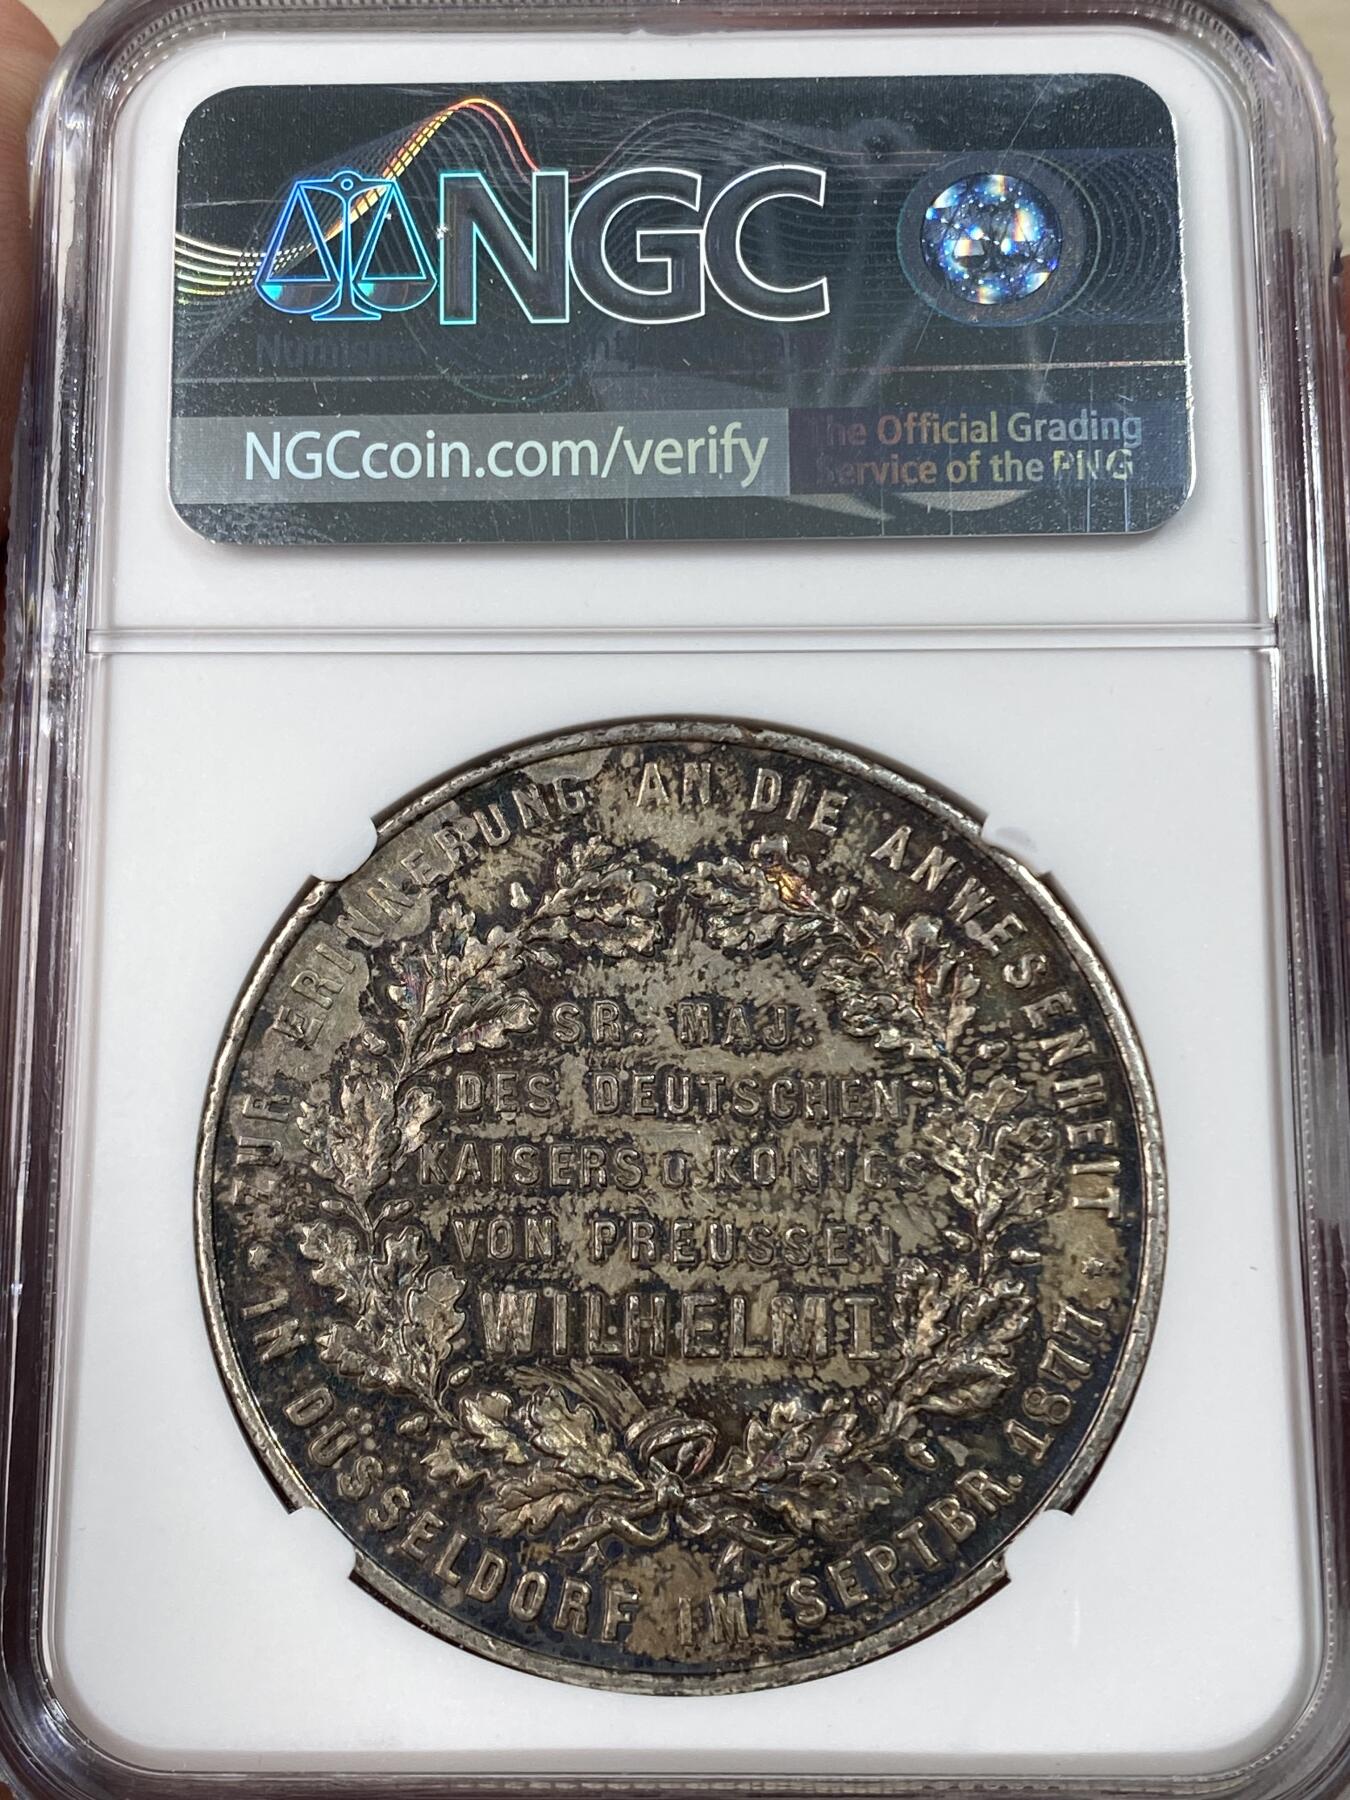 NGC
NGCcoin.com/verify
The Official Grading
Service of the PNG
ZUR ERINNERUNG AN DIE ANWESENHEIT
SR. MAJ.
DES DEUTSCHEN
KAISERS U KÖNIGS
VON PREUSSEN
WILHELM I
IN DÜSSELDORF IM SEPTBR. 1877.